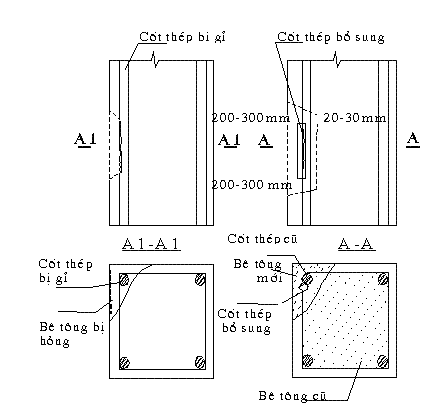 Cốt thép bị gỉ
Cốt thép bổ sung
200-300mm
20-30mm
A1
A1
A
A
200-300 mm
A1-A1
Cốt thép cũ
A-A
Cốt thép
bị gỉ
Bê tông
mới
Bê tông bị
hỏng
Cốt thép
bổ sung
Bê tông cũ